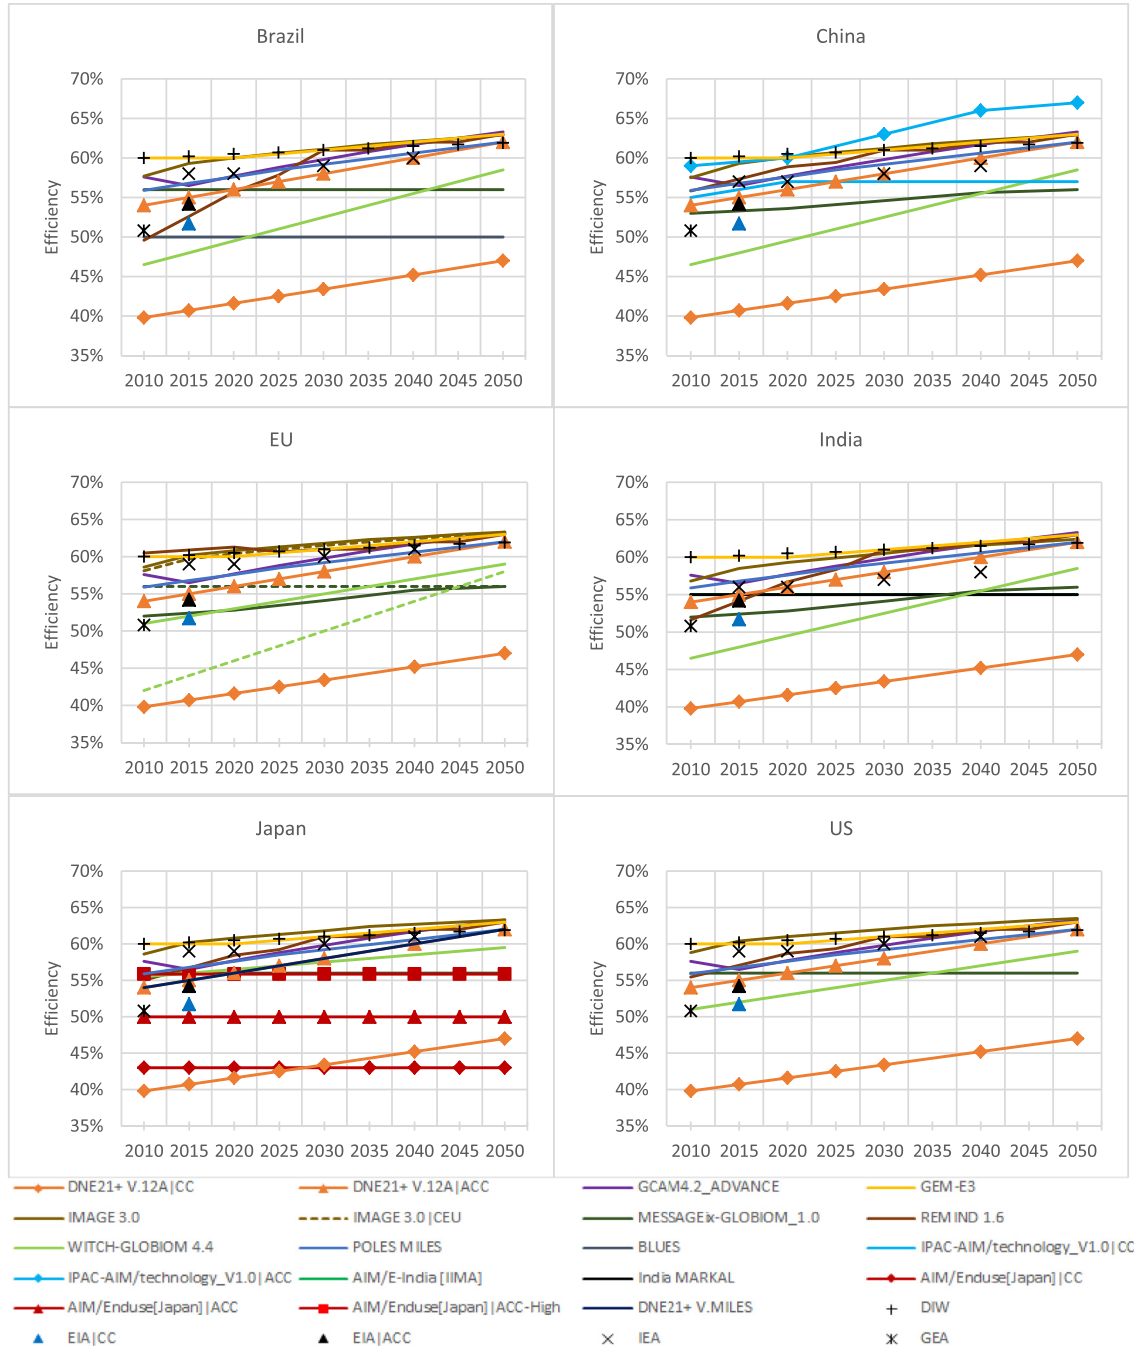 Brazil
China
70%
65%
60%
55%
50%
45%
40%
35%
Efficiency
2010 2015 2020 2025 2030 2035 2040 2045 2050
70%
65%
60%
55%
50%
45%
40%
35%
Efficiency
2010 2015 2020 2025 2030 2035 2040 2045 2050
EU
India
70%
65%
60%
55%
50%
45%
40%
35%
Efficiency
2010 2015 2020 2025 2030 2035 2040 2045 2050
70%
65%
60%
55%
50%
45%
40%
35%
Efficiency
2010 2015 2020 2025 2030 2035 2040 2045 2050
Japan
US
70%
65%
60%
55%
50%
45%
40%
35%
Efficiency
2010 2015 2020 2025 2030 2035 2040 2045 2050
70%
65%
60%
55%
50%
45%
40%
35%
Efficiency
2010 2015 2020 2025 2030 2035 2040 2045 2050
DNE21+ V.12A|CC DNE21+ V.12A|ACC GCAM4.2_ADVANCE GEM-E3
IMAGE 3.0 IMAGE 3.0 |CEU MESSAGEix-GLOBIOM_1.0 REMIND 1.6
WITCH-GLOBIOM 4.4 POLES MILES BLUES IPAC-AIM/technology_V1.0|CC
IPAC-AIM/technology_V1.0|ACC AIM/E-India [IIMA] India MARKAL AIM/Enduse[Japan]|CC
AIM/Enduse[Japan]|ACC AIM/Enduse[Japan]|ACC-High DNE21+ V.MILES DIW
EIA|CC EIA|ACC IEA GEA